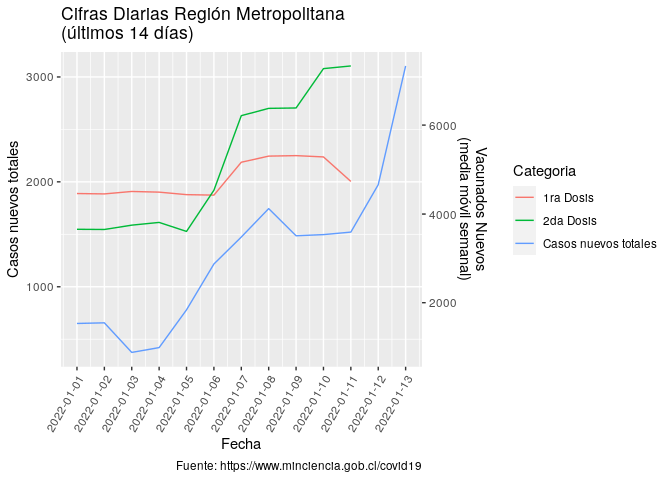 Cifras Diarias Región Metropolitana
(últimos 14 días)
Casos nuevos totales
3000
2000
1000
6000
4000
2000
Vacunados Nuevos
(media móvil semanal)
Categoria
1ra Dosis
2da Dosis
Casos nuevos totales
2022-01-01
2022-01-02
2022-01-03
2022-01-04
2022-01-05
2022-01-06
2022-01-07
2022-01-08
2022-01-09
2022-01-10
2022-01-11
2022-01-12
2022-01-13
Fecha
Fuente: https://www.minciencia.gob.cl/covid19